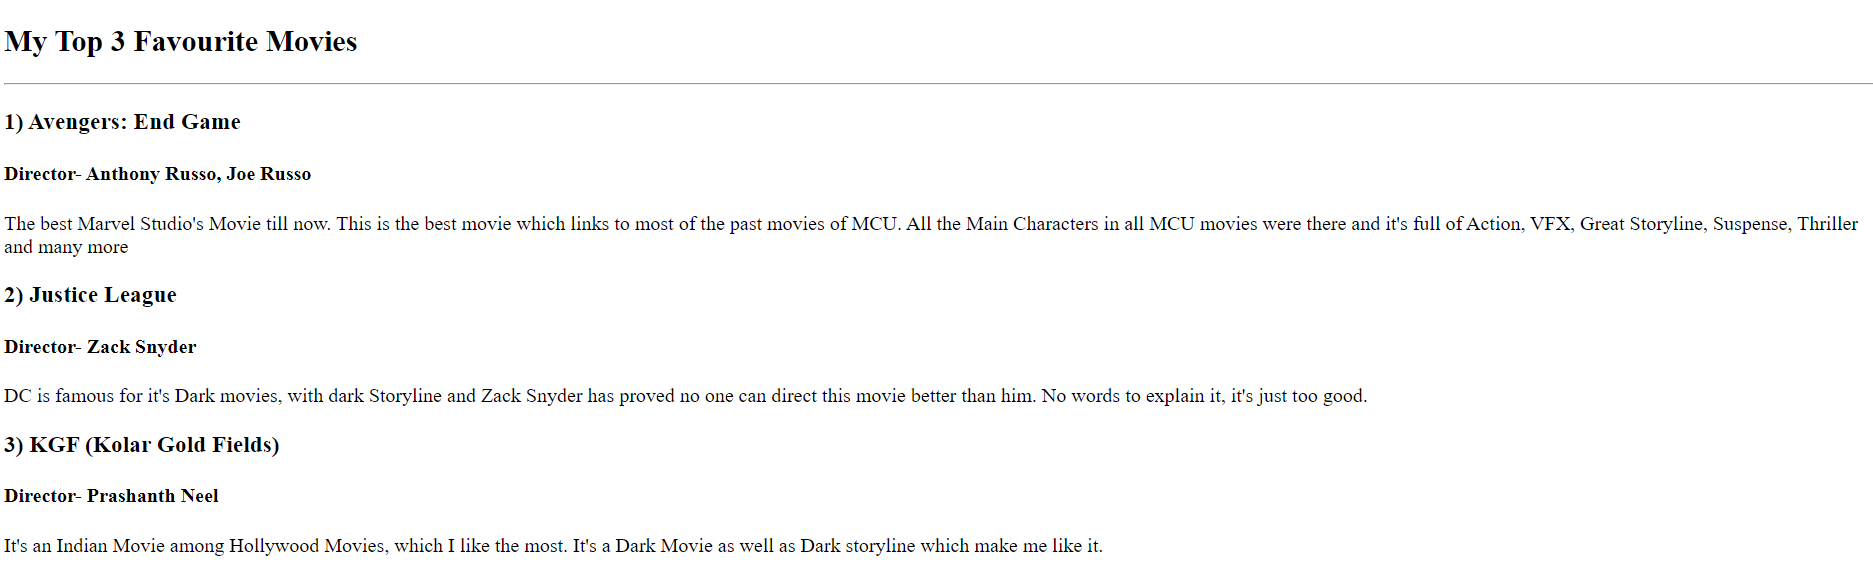 My Top 3 Favourite Movies
1) Avengers: End Game
Director- Anthony Russo, Joe Russo
The best Marvel Studio's Movie till now. This is the best movie which links to most of the past movies of MCU. All the Main Characters in all MCU movies were there and it's full of Action, VFX, Great Storyline, Suspense, Thriller
and many more
2) Justice League
Director- Zack Snyder
DC is famous for it's Dark movies, with dark Storyline and Zack Snyder has proved no one can direct this movie better than him. No words to explain it, it's just too good.
3) KGF (Kolar Gold Fields)
Director- Prashanth Neel
It's an Indian Movie among Hollywood Movies, which I like the most. It's a Dark Movie as well as Dark storyline which make me like it.